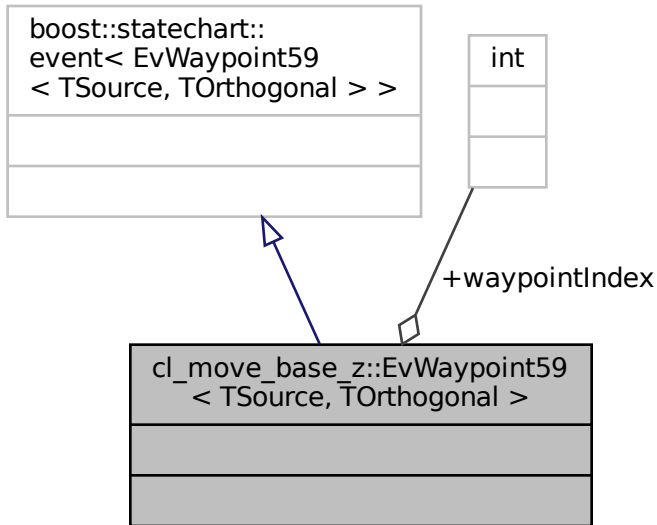 boost::statechart::
event< EvWaypoint59
< TSource, TOrthogonal > >
int
+waypointIndex
cl_move_base_z::EvWaypoint59
< TSource, TOrthogonal >